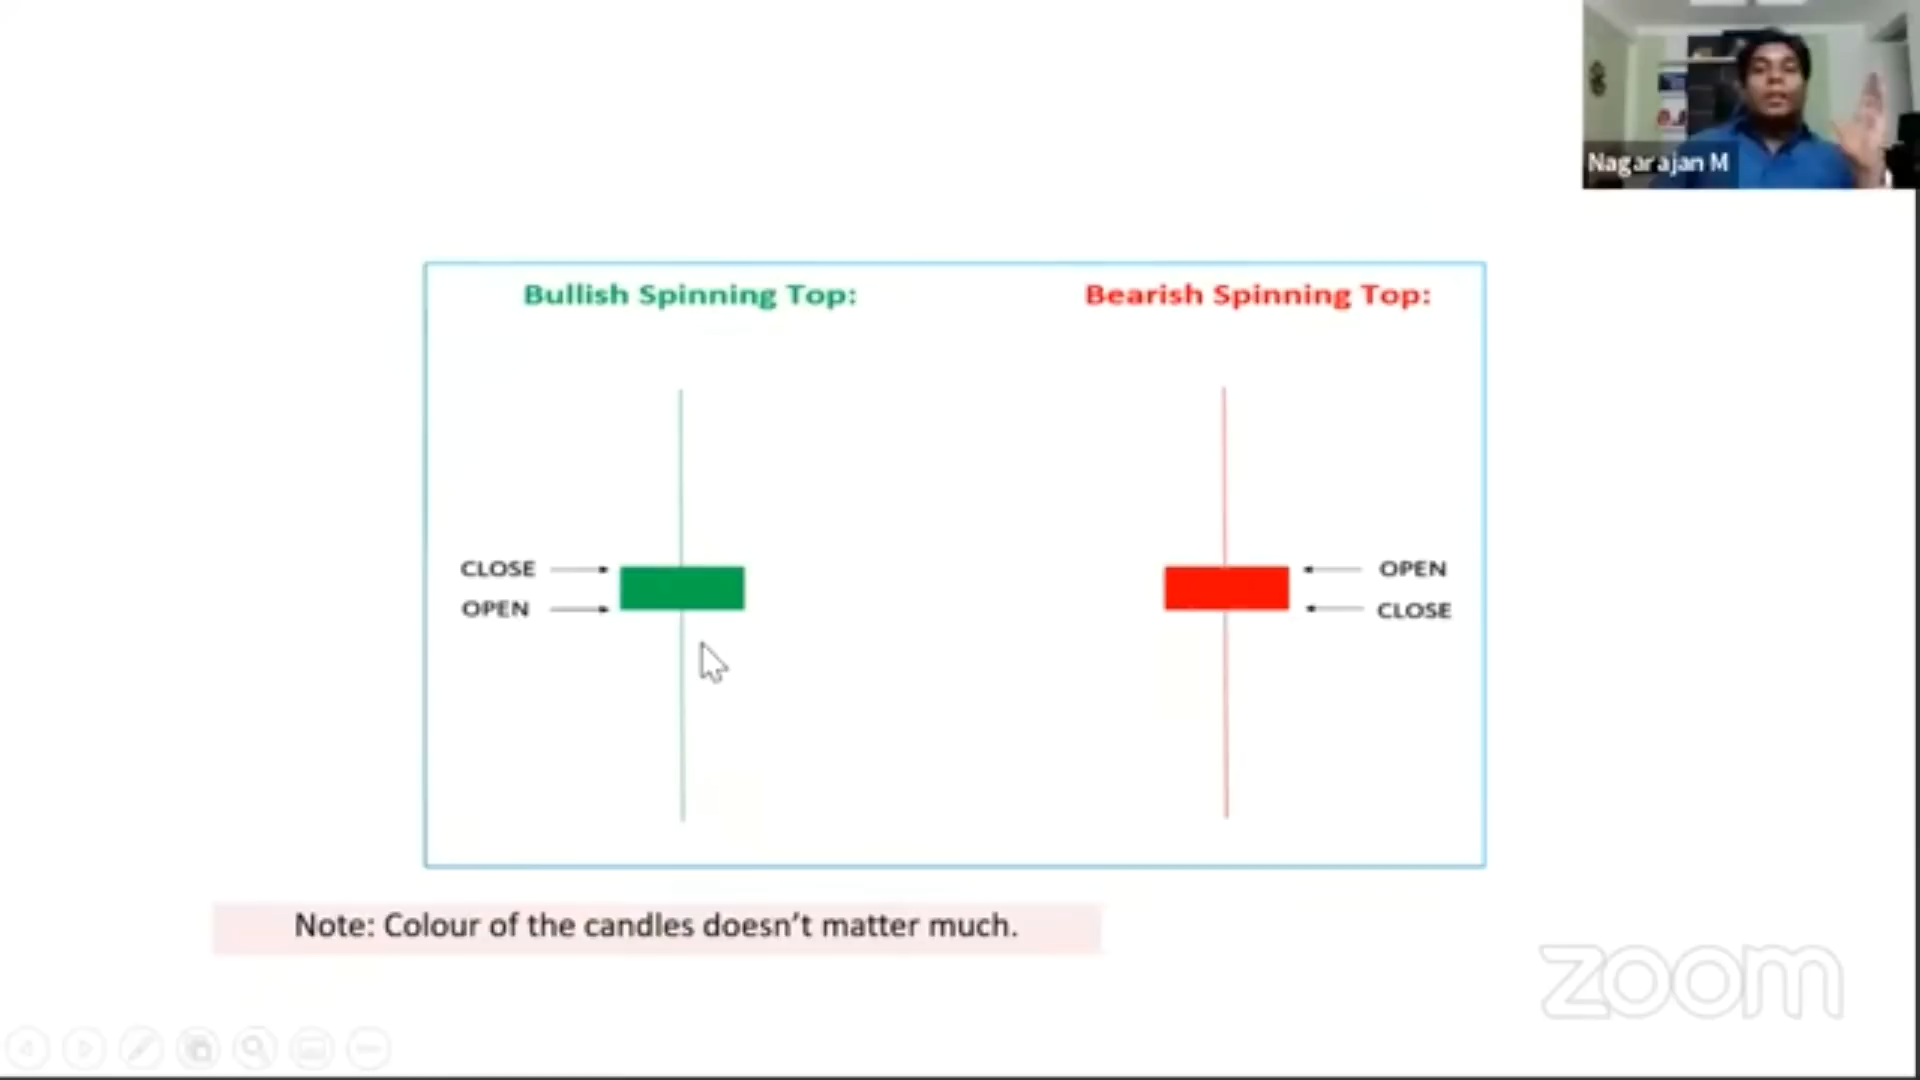 Nagarajan M
Bullish Spinning Top:
Bearish Spinning Top:
CLOSE
OPEN
OPEN
CLOSE
Note: Colour of the candles doesn't matter much.
zoom